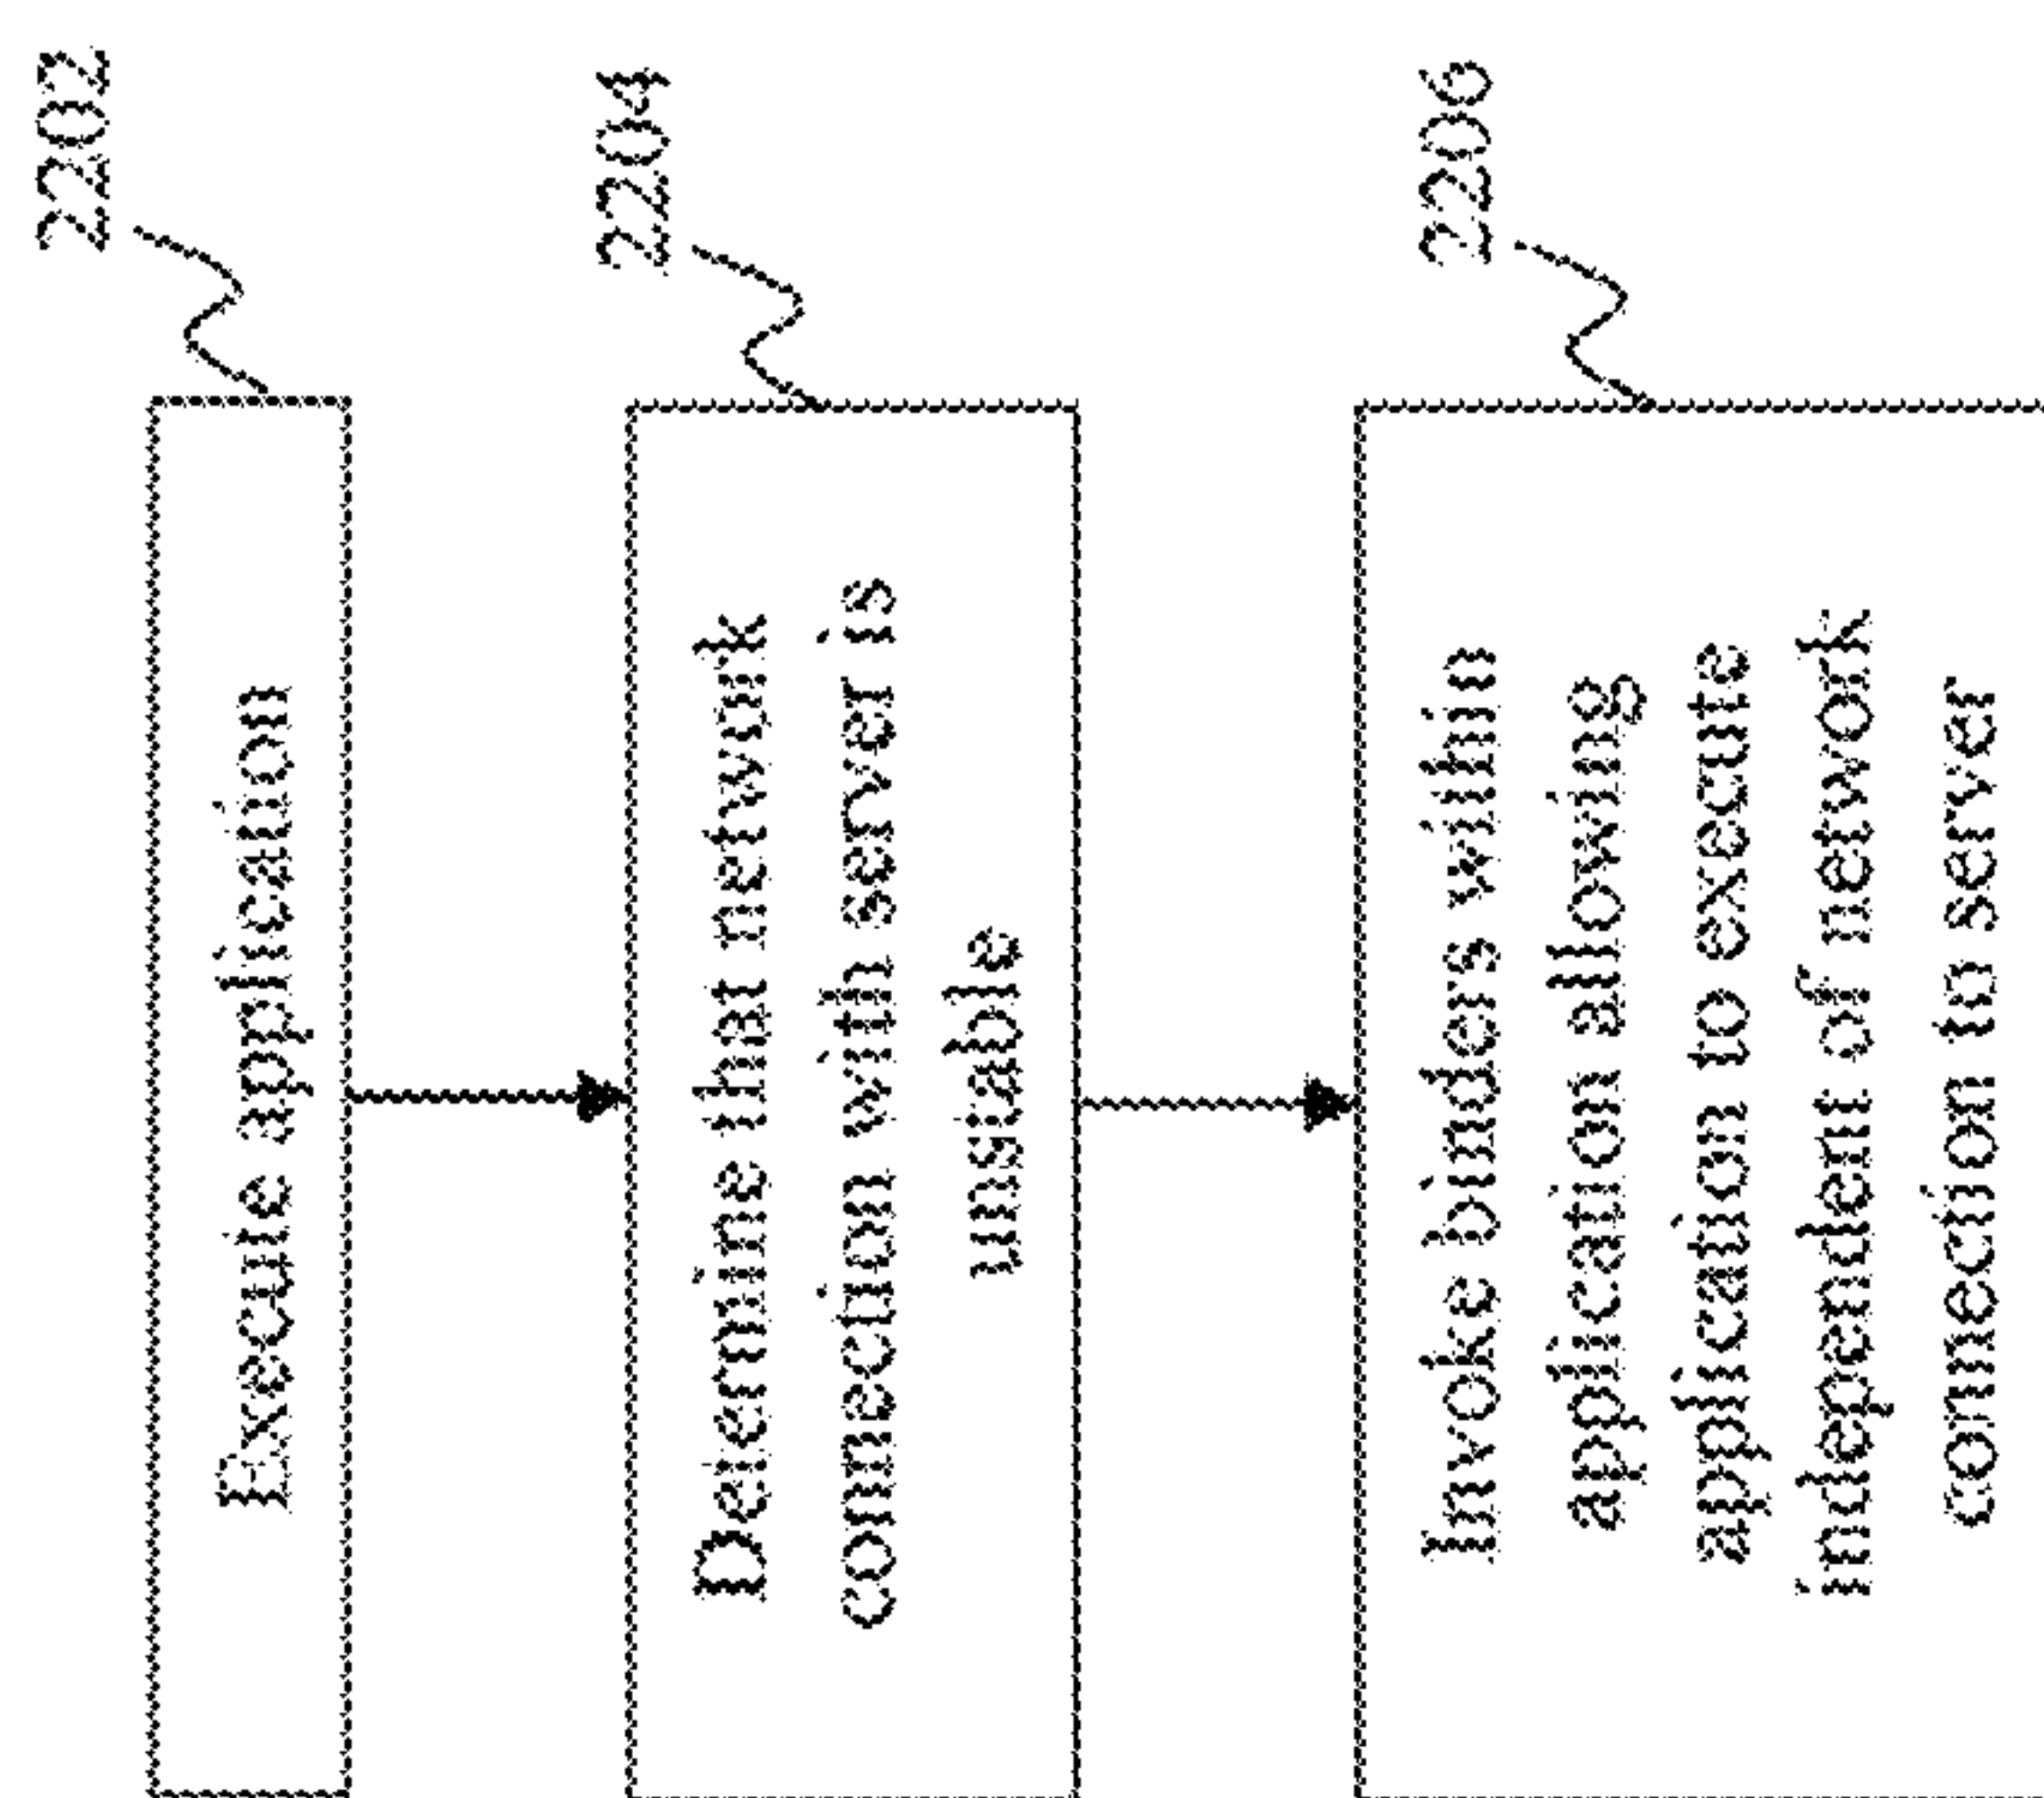 2202
Execute application
2204
Determine that network
connection with server is
unstable
2206
Invoke binders within
application allowing
application to execute
independent of network
connection to server